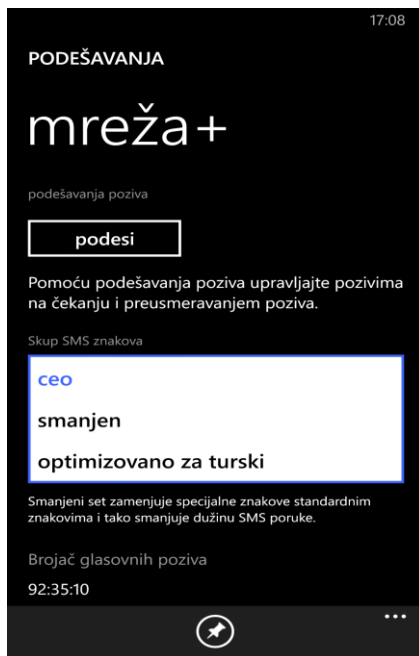 17:08
PODEŠAVANJA
mreža+
podešavanja poziva
podesi
Pomoću podešavanja poziva upravljajte pozivima
na čekanju i preusmeravanjem poziva.
Skup SMS znakova
ceo
smanjen
optimizovano za turski
Smanjeni set zamenjuje specijalne znakove standardnim
znakovima i tako smanjuje dužinu SMS poruke.
Brojač glasovnih poziva
92:35:10